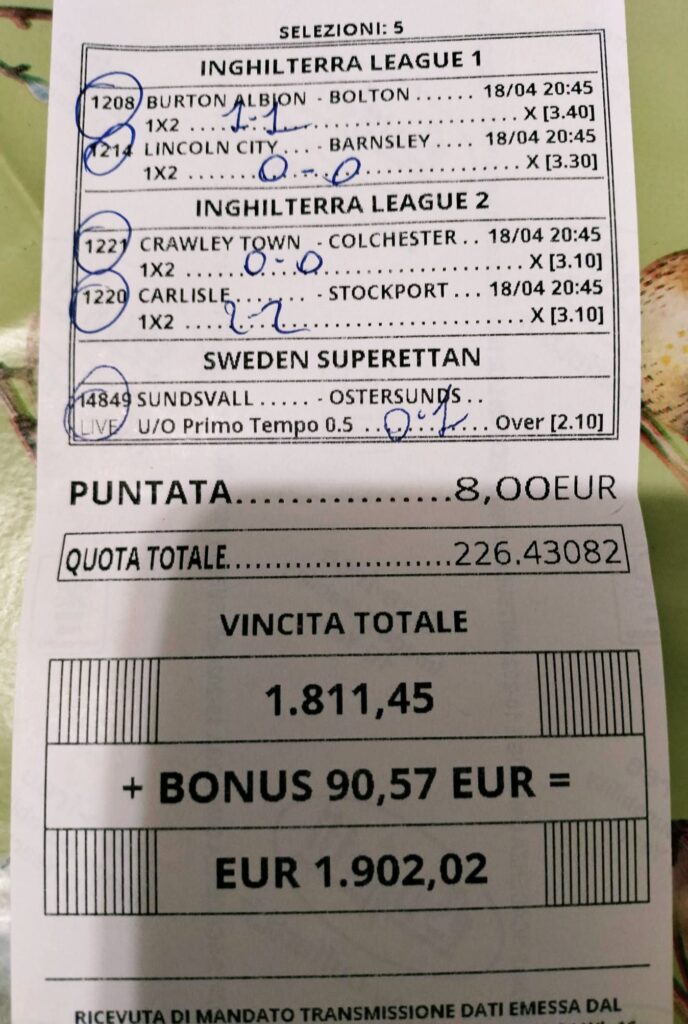 SELEZIONI: 5
INGHILTERRA LEAGUE 1
1208 BURTON ALBION - BOLTON ...... 18/04 20:45
1X2 ... 1-1 ... X [3.40]
1214 LINCOLN CITY .... - BARNSLEY ..... 18/04 20:45
1X2 ....... 0-0 ... X [3.30]
INGHILTERRA LEAGUE 2
1221 CRAWLEY TOWN - COLCHESTER .. 18/04 20:45
1X2 ..... 0-0 ... X [3.10]
1220 CARLISLE ........ - STOCKPORT ... 18/04 20:45
1X2 .... 2-2 ... X [3.10]
SWEDEN SUPERETTAN
14849 SUNDSVALL ..... - OSTERSUNDS ..
LIVE U/O Primo Tempo 0.5 .. 0-1 ... Over [2.10]
PUNTATA................8,00EUR
QUOTA TOTALE......................226.43082
VINCITA TOTALE
1.811,45
+ BONUS 90,57 EUR =
EUR 1.902,02
RICEVUTA DI MANDATO TRANSMISSIONE DATI EMESSA DAL